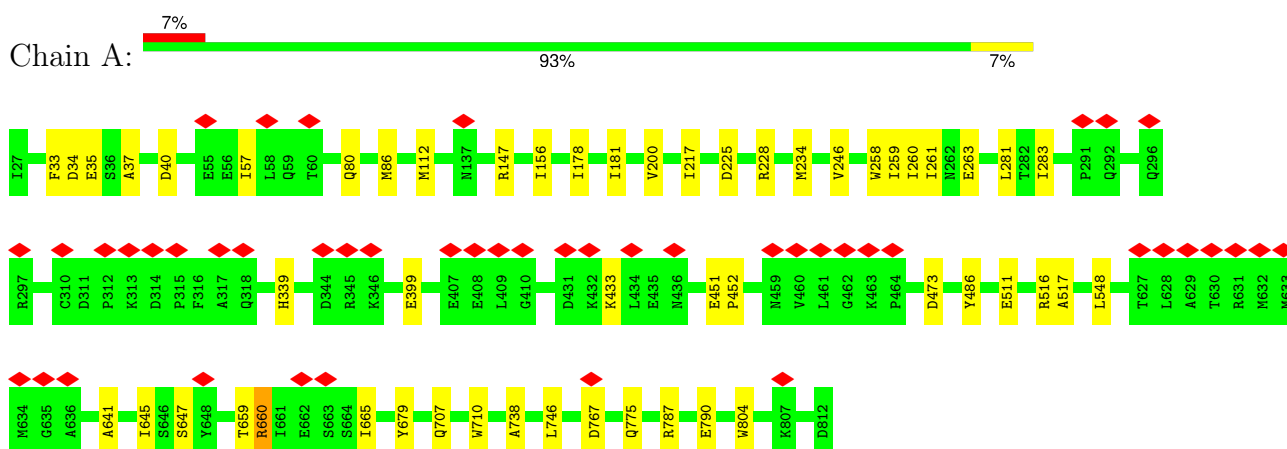 7%
Chain A:
93% 7%
I27 F33 D34 E35 S36 A37 D40 E55 E56 I57 L58 Q59 T60 Q80 M86 M112 N137 R147 I156 I178 I181 V200 I217 D225 R228 M234 V246 W258 I259 I260 I261 N262 E263 L281 T282 I283 P291 Q292 Q296
R297 C310 D311 P312 K313 D314 P315 F316 A317 Q318 H339 D344 R345 K346 E399 E407 E408 L409 G410 D431 K432 K433 L434 E435 N436 E451 P452 N459 V460 L461 G462 K463 P464 D473 Y486 E511 R516 A517 L548 T627 L628 A629 T630 R631 M632
M634 G635 A636 A641 I645 S646 S647 Y648 T659 R660 I661 E662 S663 S664 I665 Y679 Q707 W710 A738 L746 D767 Q775 R787 E790 W804 K807 D812